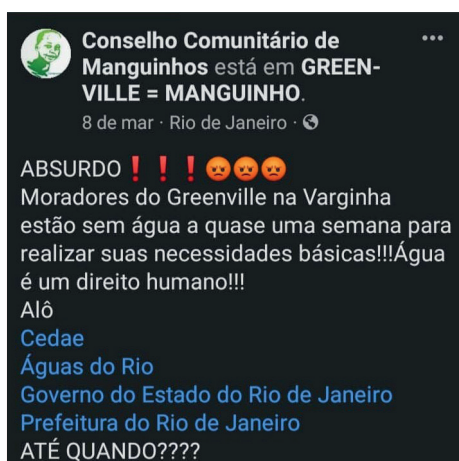 Conselho Comunitário de
Manguinhos está em GREEN-
VILLE = MANGUINHO.
8 de mar · Rio de Janeiro ·
ABSURDO❗❗❗😡😡😡
Moradores do Greenville na Varginha
estão sem água a quase uma semana para
realizar suas necessidades básicas!!!Água
é um direito humano!!!
Alô
Cedae
Águas do Rio
Governo do Estado do Rio de Janeiro
Prefeitura do Rio de Janeiro
ATÉ QUANDO????